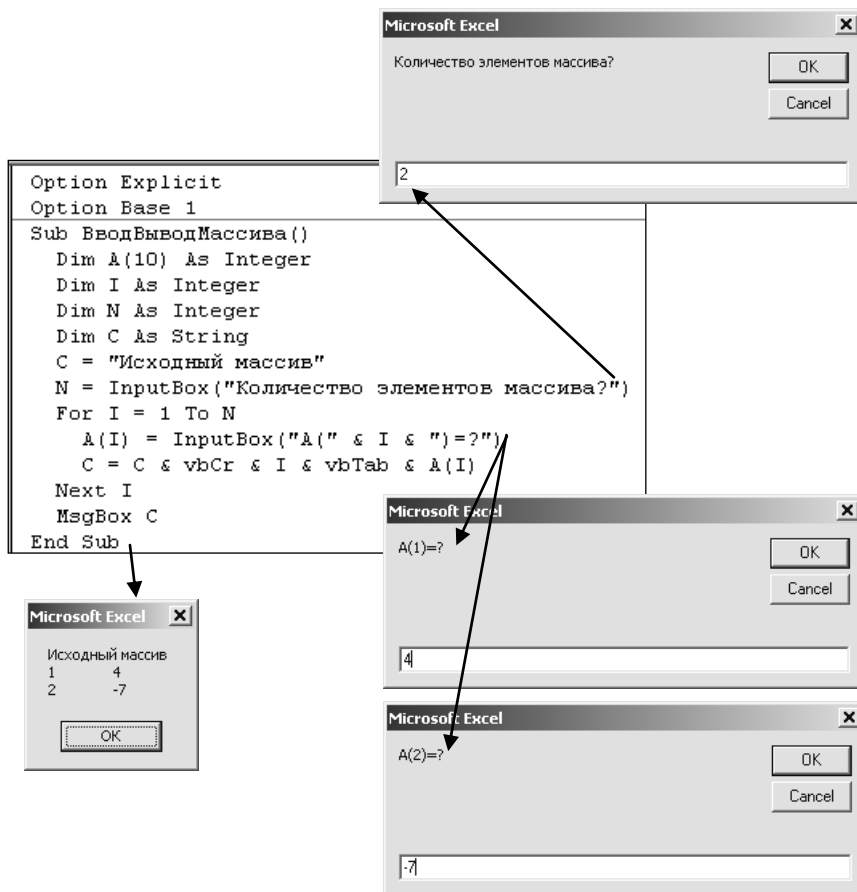 Microsoft Excel
Количество элементов массива?
OK
Cancel
2
Option Explicit
Option Base 1
Sub ВводВыводМассива()
  Dim A(10) As Integer
  Dim I As Integer
  Dim N As Integer
  Dim C As String
  C = "Исходный массив"
  N = InputBox("Количество элементов массива?")
  For I = 1 To N
    A(I) = InputBox("A(" & I & ")=?")
    C = C & vbCr & I & vbTab & A(I)
  Next I
  MsgBox C
End Sub
Microsoft Excel
A(1)=?
OK
Cancel
4
Microsoft Excel
Исходный массив
1 4
2 -7
OK
Microsoft Excel
A(2)=?
OK
Cancel
-7